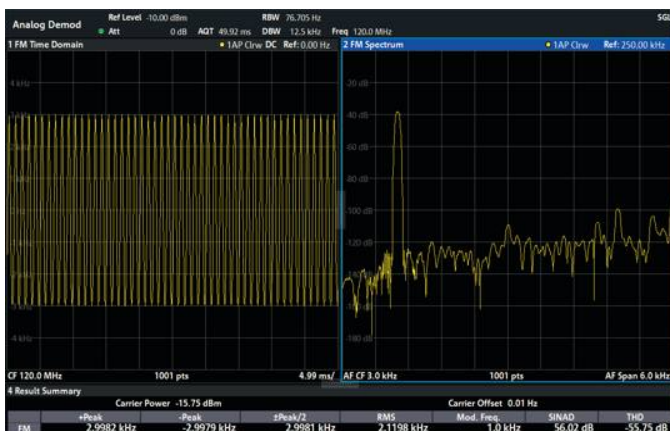 Analog Demod
Ref Level -10.00 dBm RBW 76.705 Hz SGL
Att 0 dB AQT 49.92 ms DBW 12.5 kHz Freq 120.0 MHz
1 FM Time Domain 1AP Clrw DC Ref: 0.00 Hz
2 FM Spectrum 1AP Clrw Ref: 250.00 kHz
4 kHz
-4 kHz
-20 dB
-40 dB
-60 dB
-80 dB
-100 dB
-120 dB
-180 dB
CF 120.0 MHz 1001 pts 4.99 ms/
AF CF 3.0 kHz 1001 pts AF Span 6.0 kHz
4 Result Summary
Carrier Power -15.75 dBm Carrier Offset 0.01 Hz
+Peak -Peak ±Peak/2 RMS Mod. Freq. SINAD THD
FM 2.9982 kHz -2.9979 kHz 2.9981 kHz 2.1198 kHz 1.0 kHz 56.02 dB -55.75 dB